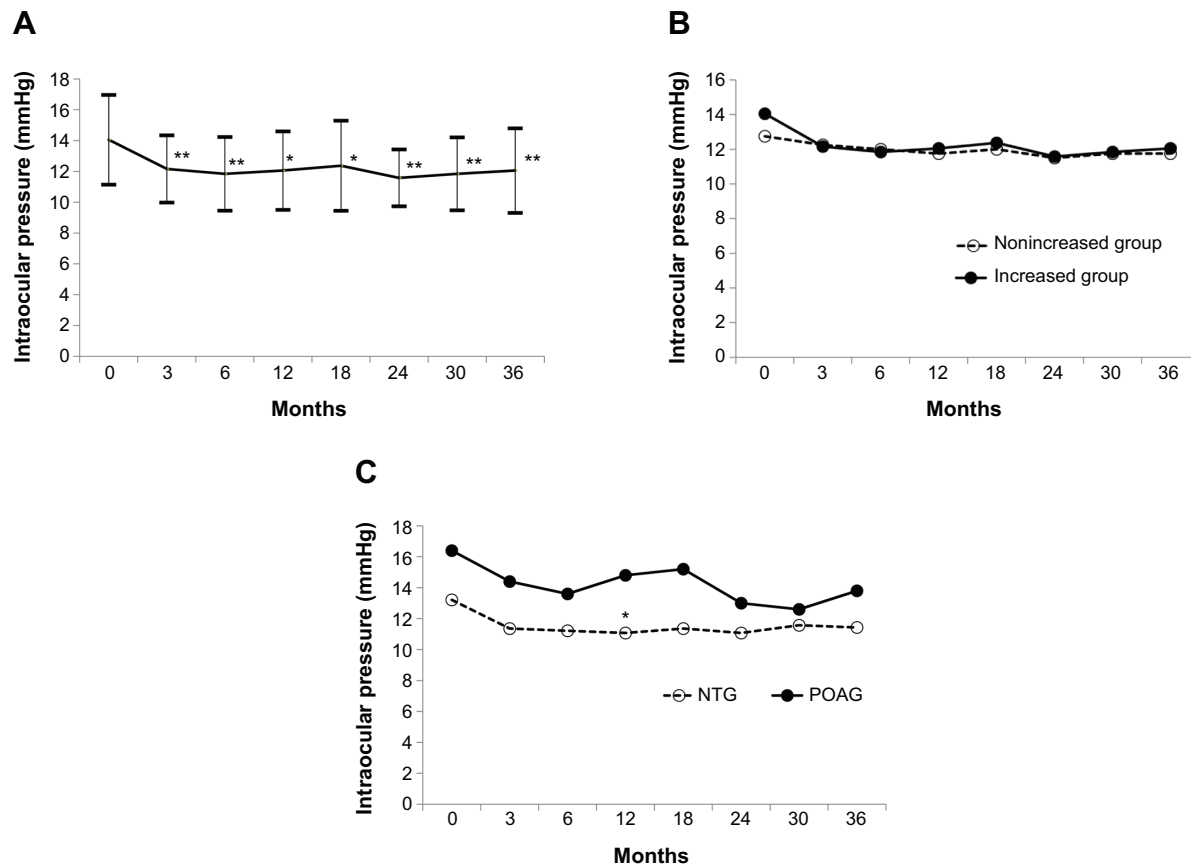 A
Intraocular pressure (mmHg)
18
16
14
12
10
8
6
4
2
0
** ** * * ** ** **
0 3 6 12 18 24 30 36
Months
B
Intraocular pressure (mmHg)
16
14
12
10
8
6
4
2
0
Nonincreased group
Increased group
0 3 6 12 18 24 30 36
Months
C
Intraocular pressure (mmHg)
18
16
14
12
10
8
6
4
2
0
*
NTG POAG
0 3 6 12 18 24 30 36
Months